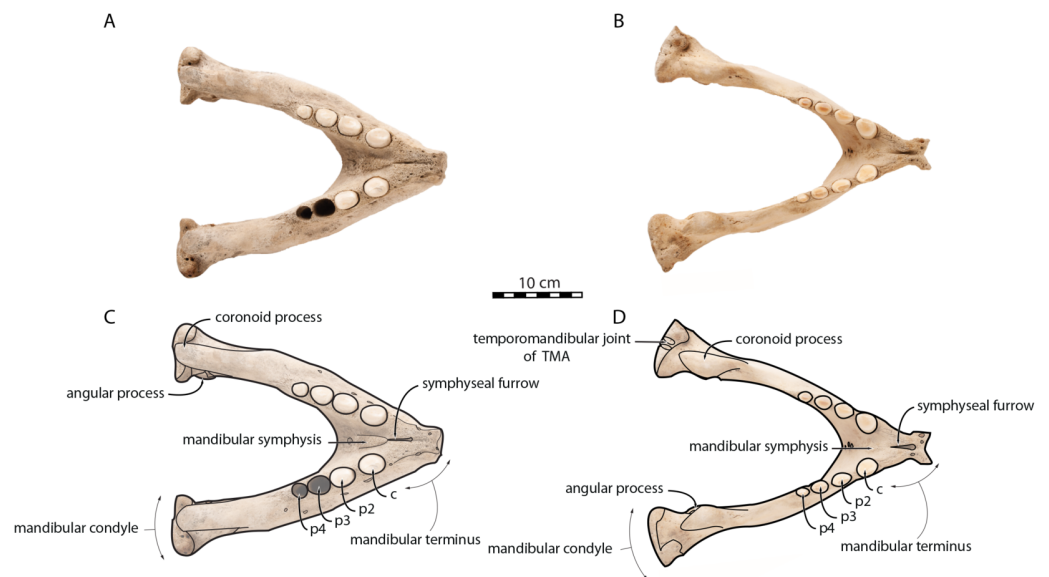 A
B
10 cm
C
coronoid process
angular process
symphyseal furrow
mandibular symphysis
c
p2
p3
p4
mandibular condyle
mandibular terminus
D
temporomandibular joint
of TMA
coronoid process
symphyseal furrow
mandibular symphysis
angular process
c
p2
p3
p4
mandibular condyle
mandibular terminus